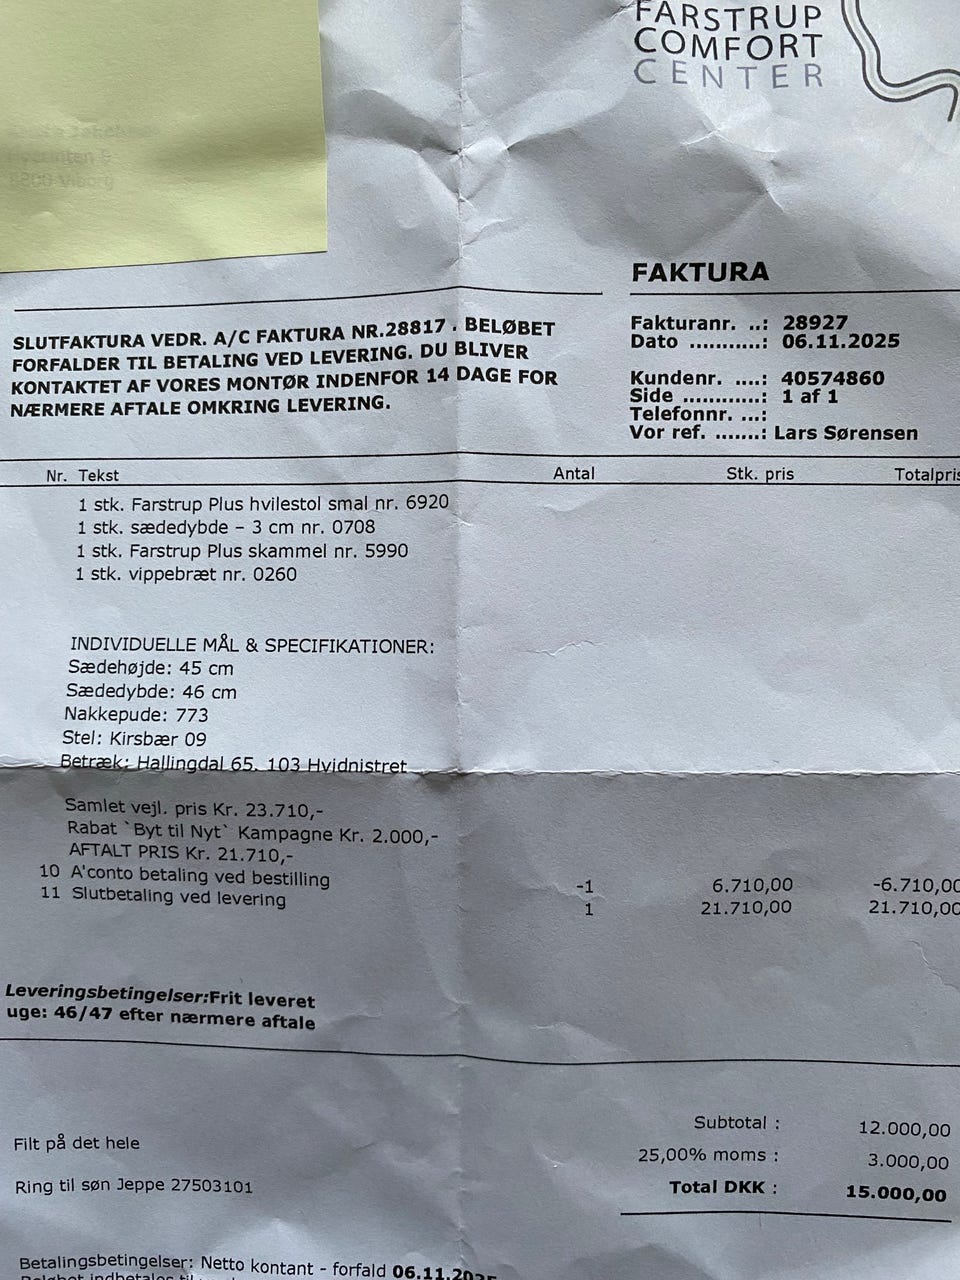 FARSTRUP
COMFORT
CENTER
FAKTURA
SLUTFAKTURA VEDR. A/C FAKTURA NR.28817 . BELØBET
FORFALDER TIL BETALING VED LEVERING. DU BLIVER
KONTAKTET AF VORES MONTØR INDENFOR 14 DAGE FOR
NÆRMERE AFTALE OMKRING LEVERING.
Fakturanr. ..: 28927
Dato ...........: 06.11.2025
Kundenr. ....: 40574860
Side ............: 1 af 1
Telefonnr. ...:
Vor ref. .......: Lars Sørensen
Nr. Tekst Antal Stk. pris Totalpris
1 stk. Farstrup Plus hvilestol smal nr. 6920
1 stk. sædedybde – 3 cm nr. 0708
1 stk. Farstrup Plus skammel nr. 5990
1 stk. vippebræt nr. 0260
INDIVIDUELLE MÅL & SPECIFIKATIONER:
Sædehøjde: 45 cm
Sædedybde: 46 cm
Nakkepude: 773
Stel: Kirsbær 09
Betræk: Hallingdal 65. 103 Hvidnistret
Samlet vejl. pris Kr. 23.710,-
Rabat `Byt til Nyt` Kampagne Kr. 2.000,-
AFTALT PRIS Kr. 21.710,-
10 A'conto betaling ved bestilling -1 6.710,00 -6.710,00
11 Slutbetaling ved levering 1 21.710,00 21.710,00
Leveringsbetingelser:Frit leveret
uge: 46/47 efter nærmere aftale
Subtotal : 12.000,00
25,00% moms : 3.000,00
Total DKK : 15.000,00
Filt på det hele
Ring til søn Jeppe 27503101
Betalingsbetingelser: Netto kontant - forfald 06.11.2025
Beløbet indbetales til